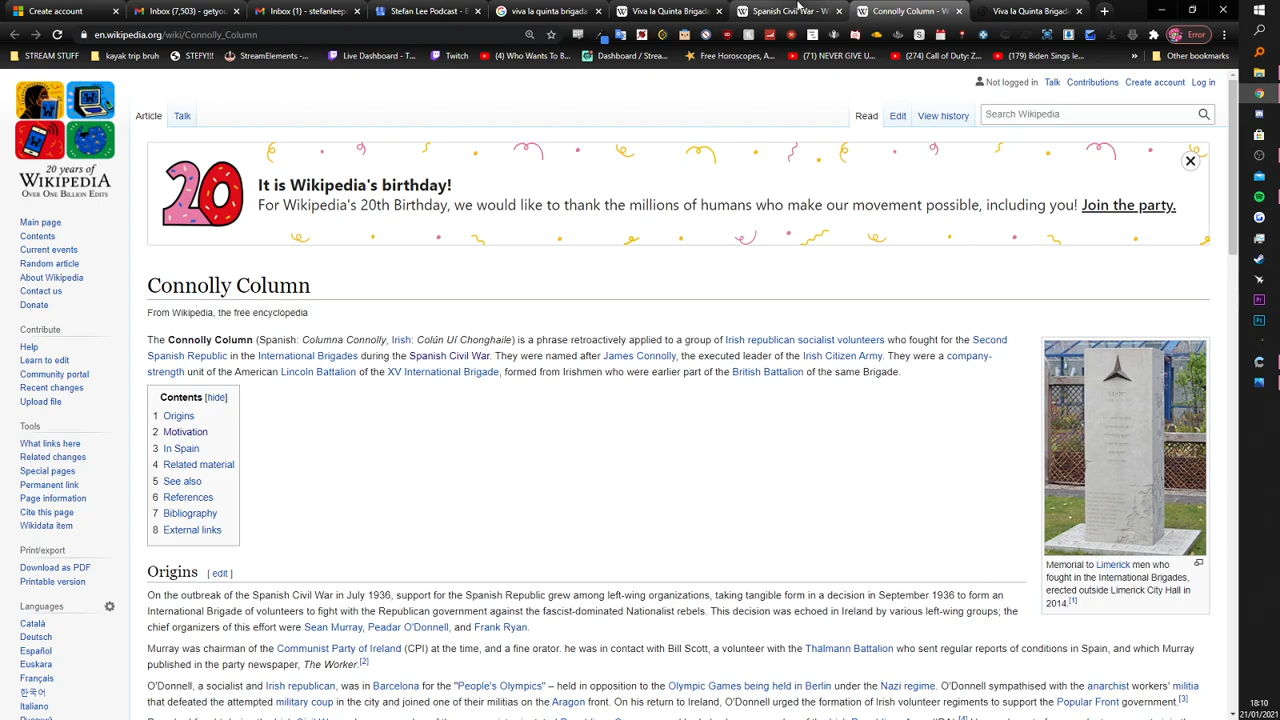 Create account
Inbox (7,503) - getyou
Inbox (1) - stefanleep
Stefan Lee Podcast - 
viva la quinta brigada
Viva la Quinta Brigad
Spanish Civil War - W
Connolly Column - W
Viva la Quinta Brigad
en.wikipedia.org/wiki/Connolly_Column
Error
STREAM STUFF
kayak trip bruh
STEFY!!!
StreamElements -...
Live Dashboard - T...
Twitch
(4) Who Wants To B...
Dashboard / Strea...
Free Horoscopes, A...
(71) NEVER GIVE U...
(274) Call of Duty: Z...
(179) Biden Sings le...
Other bookmarks
Not logged in
Talk
Contributions
Create account
Log in
Article
Talk
Read
Edit
View history
Search Wikipedia
20 years of
WIKIPEDIA
OVER ONE BILLION EDITS
20
It is Wikipedia's birthday!
For Wikipedia's 20th Birthday, we would like to thank the millions of humans who make our movement possible, including you! Join the party.
Main page
Contents
Current events
Random article
About Wikipedia
Contact us
Donate
Contribute
Help
Learn to edit
Community portal
Recent changes
Upload file
Tools
What links here
Related changes
Special pages
Permanent link
Page information
Cite this page
Wikidata item
Print/export
Download as PDF
Printable version
Languages
Català
Deutsch
Español
Euskara
Français
한국어
Italiano
Connolly Column
From Wikipedia, the free encyclopedia
The Connolly Column (Spanish: Columna Connolly, Irish: Colún Uí Chonghaile) is a phrase retroactively applied to a group of Irish republican socialist volunteers who fought for the Second
Spanish Republic in the International Brigades during the Spanish Civil War. They were named after James Connolly, the executed leader of the Irish Citizen Army. They were a company-
strength unit of the American Lincoln Battalion of the XV International Brigade, formed from Irishmen who were earlier part of the British Battalion of the same Brigade.
Contents [hide]
1 Origins
2 Motivation
3 In Spain
4 Related material
5 See also
6 References
7 Bibliography
8 External links
Memorial to Limerick men who
fought in the International Brigades,
erected outside Limerick City Hall in
2014.[1]
Origins [ edit ]
On the outbreak of the Spanish Civil War in July 1936, support for the Spanish Republic grew among left-wing organizations, taking tangible form in a decision in September 1936 to form an
International Brigade of volunteers to fight with the Republican government against the fascist-dominated Nationalist rebels. This decision was echoed in Ireland by various left-wing groups; the
chief organizers of this effort were Sean Murray, Peadar O'Donnell, and Frank Ryan.
Murray was chairman of the Communist Party of Ireland (CPI) at the time, and a fine orator. he was in contact with Bill Scott, a volunteer with the Thalmann Battalion who sent regular reports of conditions in Spain, and which Murray
published in the party newspaper, The Worker.[2]
O'Donnell, a socialist and Irish republican, was in Barcelona for the "People's Olympics" – held in opposition to the Olympic Games being held in Berlin under the Nazi regime. O'Donnell sympathised with the anarchist workers' militia
that defeated the attempted military coup in the city and joined one of their militias on the Aragon front. On his return to Ireland, O'Donnell urged the formation of Irish volunteer regiments to support the Popular Front government.[3]
18:10
21/01/2021